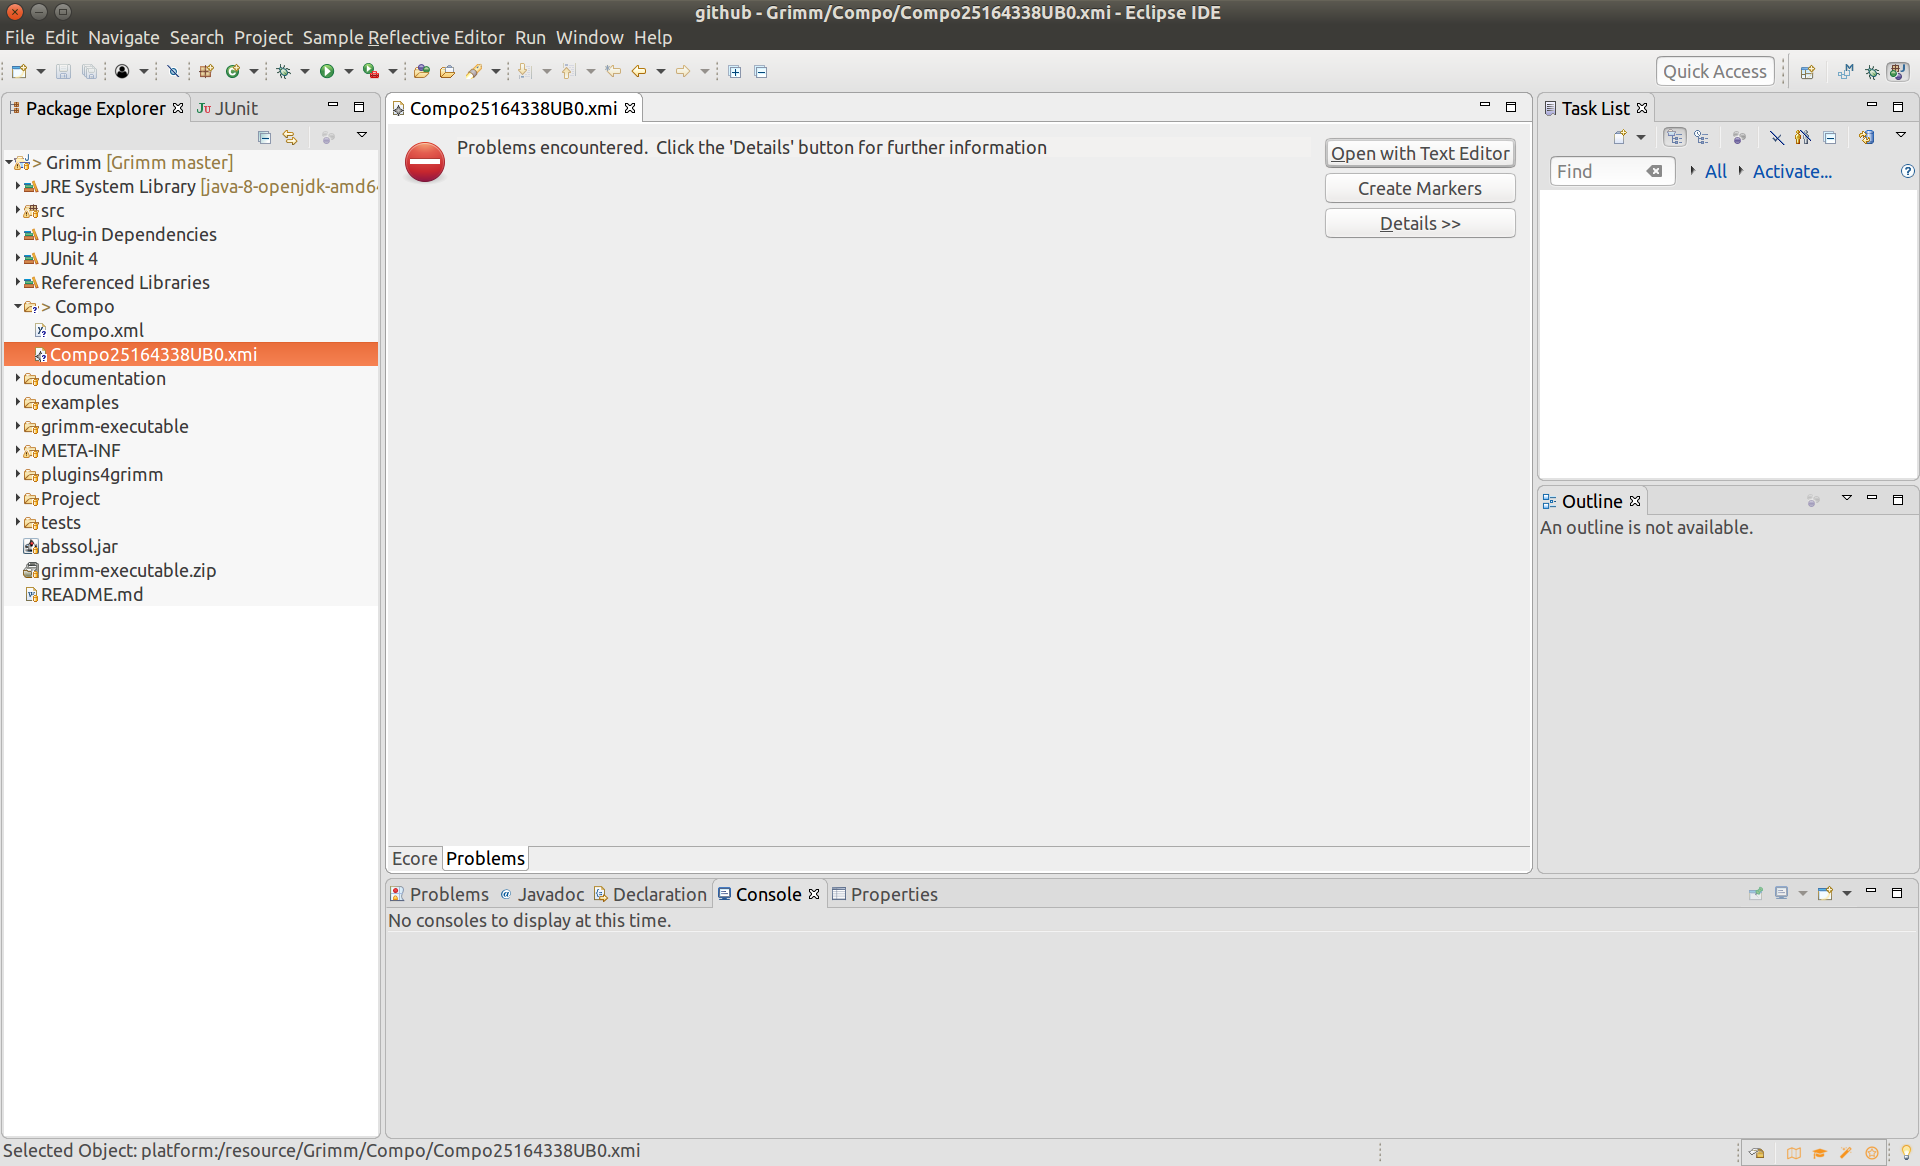 github - Grimm/Compo/Compo25164338UB0.xmi - Eclipse IDE
File Edit Navigate Search Project Sample Reflective Editor Run Window Help
Quick Access
Package Explorer
JUnit
> Grimm [Grimm master]
JRE System Library [java-8-openjdk-amd6
src
Plug-in Dependencies
JUnit 4
Referenced Libraries
> Compo
Compo.xml
Compo25164338UB0.xmi
documentation
examples
grimm-executable
META-INF
plugins4grimm
Project
tests
abssol.jar
grimm-executable.zip
README.md
Compo25164338UB0.xmi
Problems encountered. Click the 'Details' button for further information
Open with Text Editor
Create Markers
Details >>
Ecore Problems
Task List
Find
All
Activate...
Outline
An outline is not available.
Problems @ Javadoc Declaration Console Properties
No consoles to display at this time.
Selected Object: platform:/resource/Grimm/Compo/Compo25164338UB0.xmi